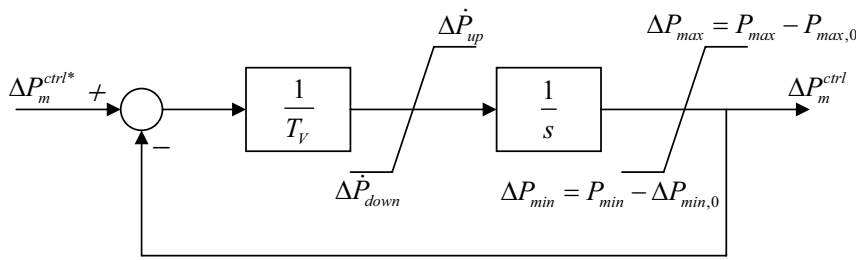 ΔṖ_up
ΔP_max = P_max − P_max,0
ΔP_m^ctrl* +
1/T_V
1/s
ΔP_m^ctrl
−
ΔṖ_down
ΔP_min = P_min − ΔP_min,0